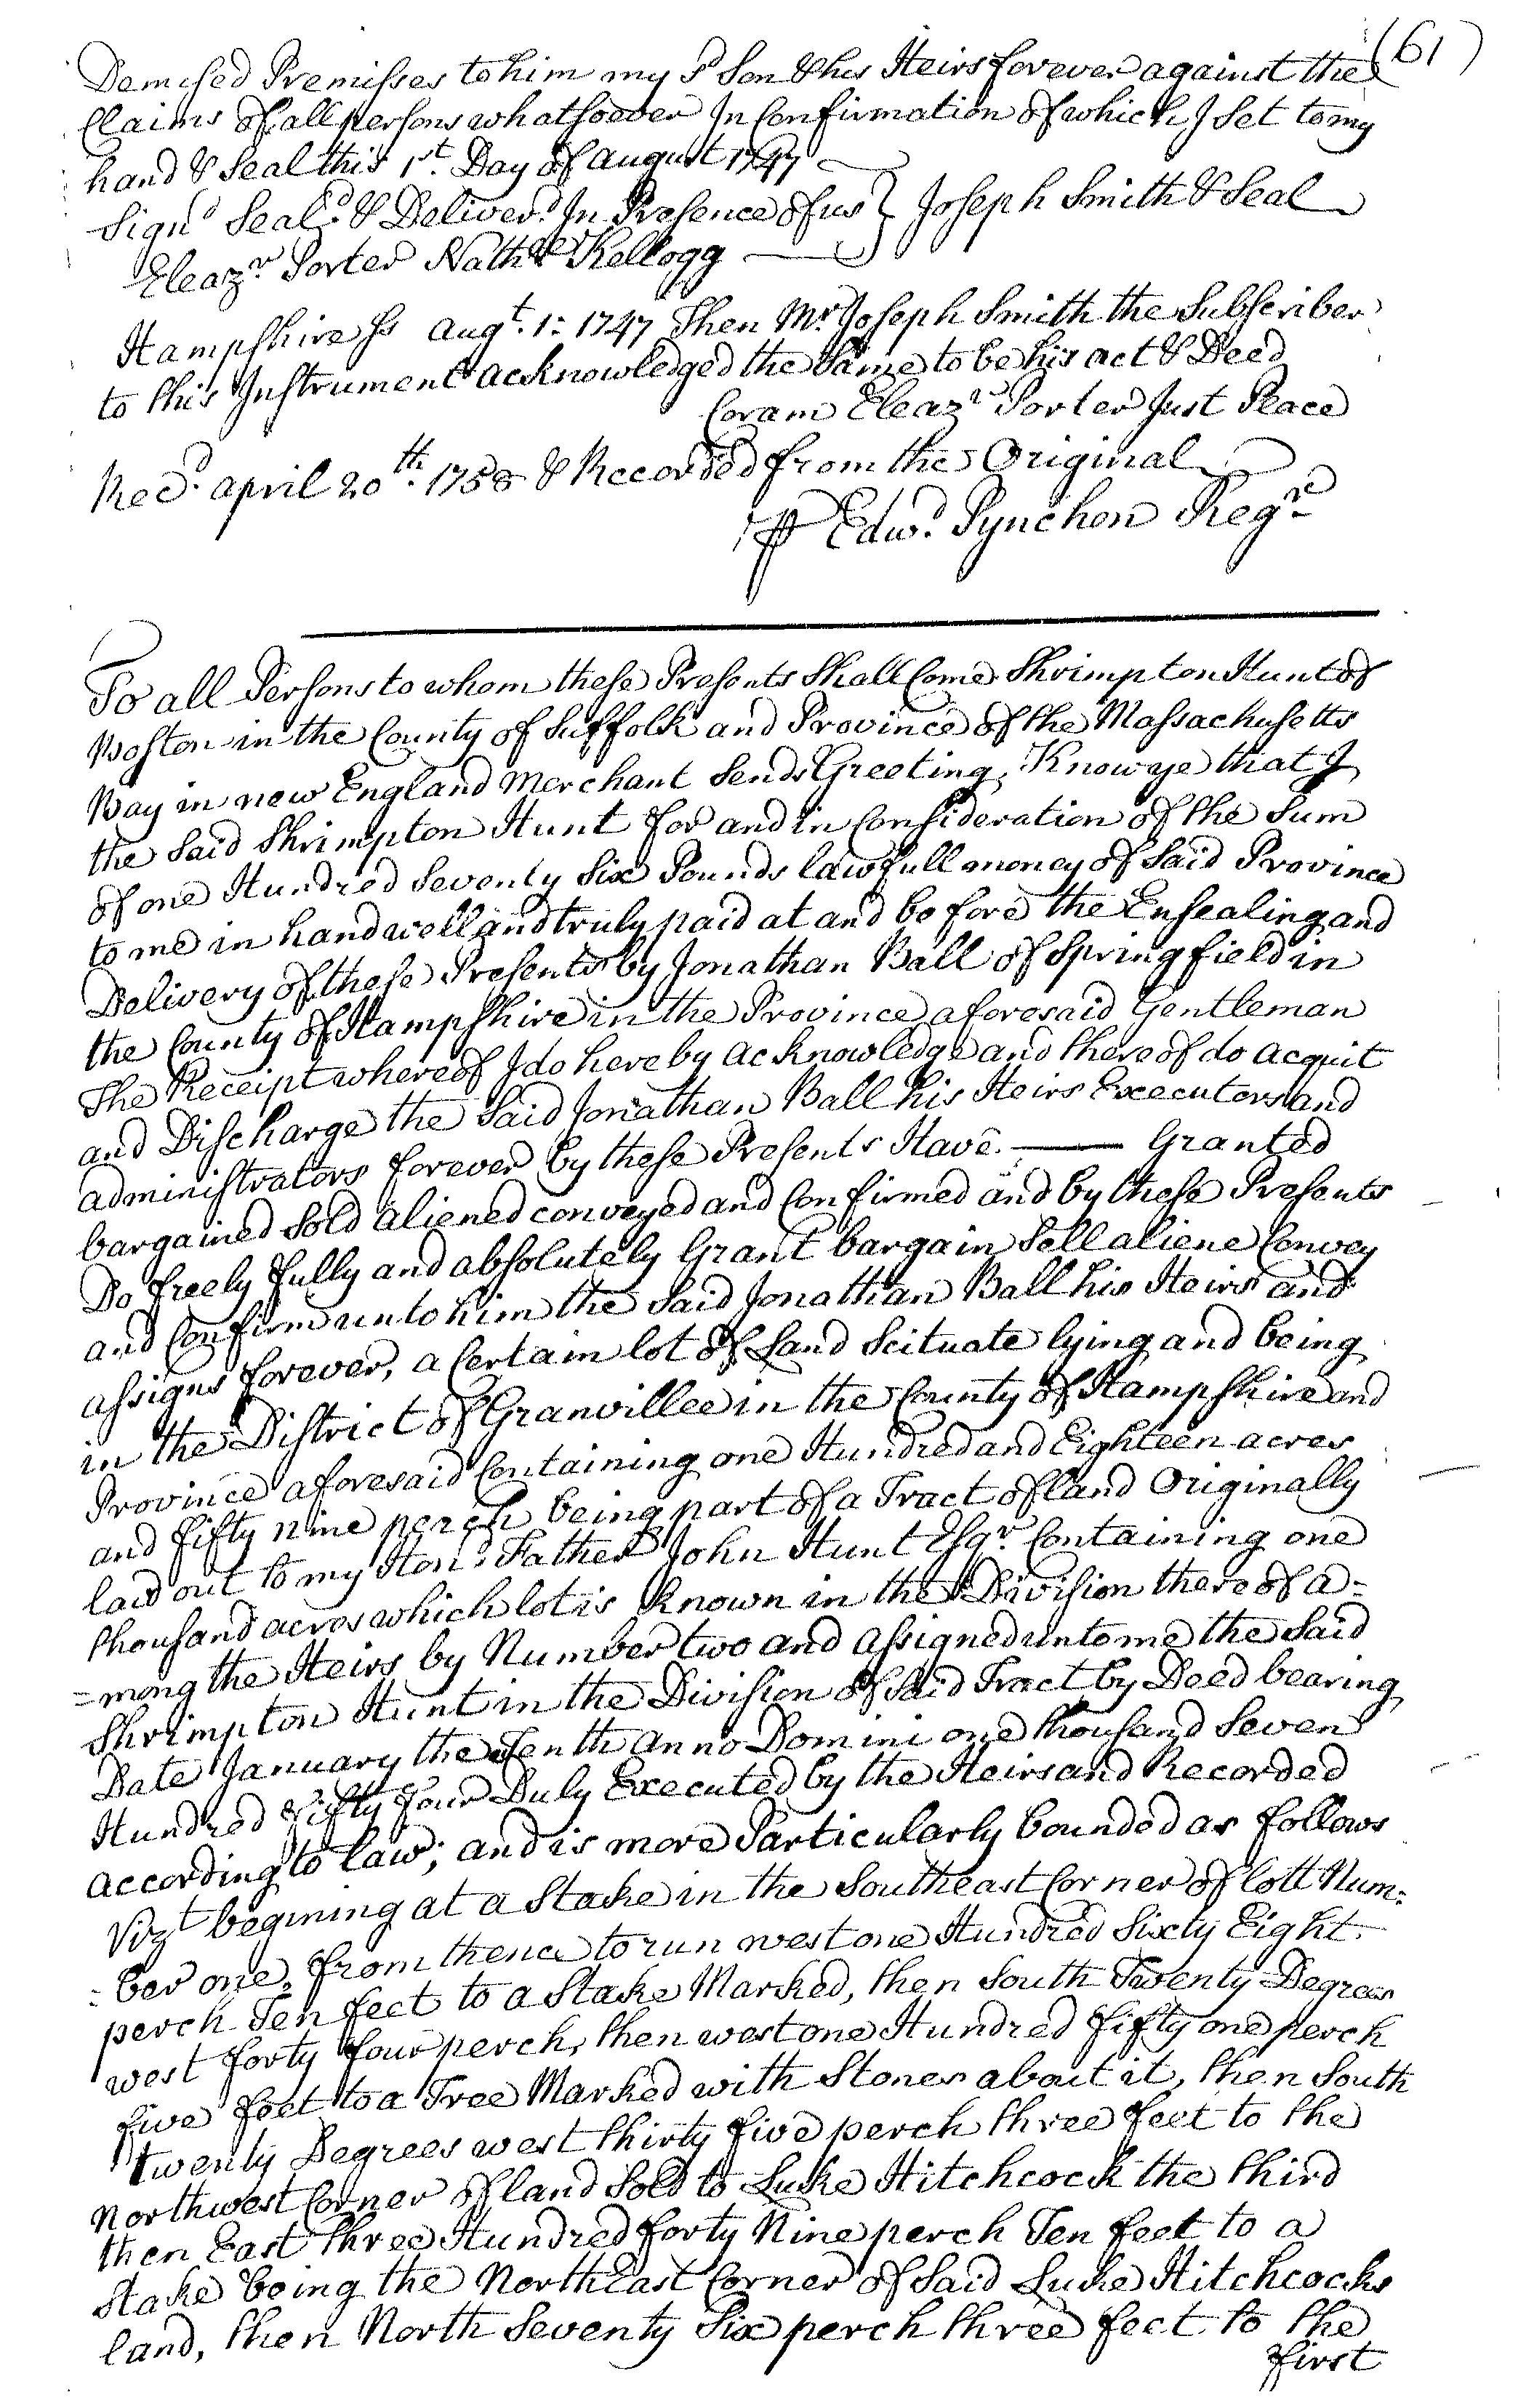 (61)
Demised Premisses to him my sd Son & his Heirs forever against the
Claims of all persons whatsoever In Confirmation of which I set to my
hand & Seal this 1st. Day of august 1747
Signd Seald. & Deliverd. In Presence of us } Joseph Smith & Seal
Eleazr Porter Nathll Kellogg
Hampshire ss augt. 1: 1747 Then Mr. Joseph Smith the Subscriber
to this Instrument acknowledged the Same to be his act & Deed
Coram Eleazr Porter Just Peace
Recd. april 20th. 1758 & Recorded from the Original
⅌ Edwd. Pynchon Regr
To all Persons to whom these Presents Shall Come Shrimpton Hunt of
Boston in the County of Suffolk and Province of the Massachusetts
Bay in new England Merchant Sends Greeting, Know ye that I
the Said Shrimpton Hunt for and in Consideration of the Sum
of one Hundred Seventy Six Pounds lawfull money of Said Province
to me in hand well and truly paid at and before the Ensealing and
Delivery of these Presents by Jonathan Ball of Springfield in
the County of Hampshire in the Province aforesaid Gentleman
The Receipt whereof I do hereby acknowledge and thereof do acquit
and Discharge the Said Jonathan Ball his Heirs Executors and
administrators forever by these Presents Have. —— Granted
bargained Sold aliened conveyed and Confirmed and by these Presents
Do freely fully and absolutely Grant bargain Sell aliene Convey
and Confirm unto him the Said Jonathan Ball his Heirs and
assigns forever, a Certain lot of Land Scituate lying and being
in the District of Granvillee in the County of Hampshire and
Province aforesaid Containing one Hundred and Eighteen acres
and fifty nine perch being part of a Tract of land Originally
laid out to my Hond. Father John Hunt Esqr. Containing one
thousand acres which lot is known in the Division thereof a=
=mong the Heirs by Number two and assigned unto me the Said
Shrimpton Hunt in the Division of Said Tract by Deed bearing
Date January the Tenth anno Domini one thousand Seven
Hundred fifty four Duly Executed by the Heirs and Recorded
according to law; and is more Particularly bounded as follows
Vizt begining at a Stake in the Southeast Corner of lott Num=
=ber one, from thence to run west one Hundred Sixty Eight
perch Ten feet to a Stake Marked, then South Twenty Degrees
west forty four perch, then west one Hundred fifty one perch
five feet to a Tree Marked with Stones about it, then South
twenty Degrees west thirty five perch three feet to the
Northwest Corner of land Sold to Luke Hitchcock the third
then East three Hundred forty Nine perch Ten feet to a
Stake being the NorthEast Corner of Said Luke Hitchcocks
land, then North Seventy Six perch three feet to the
first